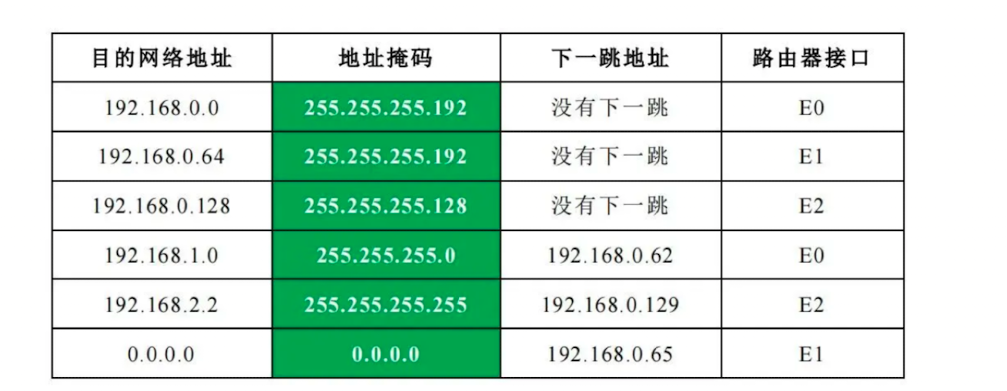 目的网络地址 地址掩码 下一跳地址 路由器接口
192.168.0.0 255.255.255.192 没有下一跳 E0
192.168.0.64 255.255.255.192 没有下一跳 E1
192.168.0.128 255.255.255.128 没有下一跳 E2
192.168.1.0 255.255.255.0 192.168.0.62 E0
192.168.2.2 255.255.255.255 192.168.0.129 E2
0.0.0.0 0.0.0.0 192.168.0.65 E1